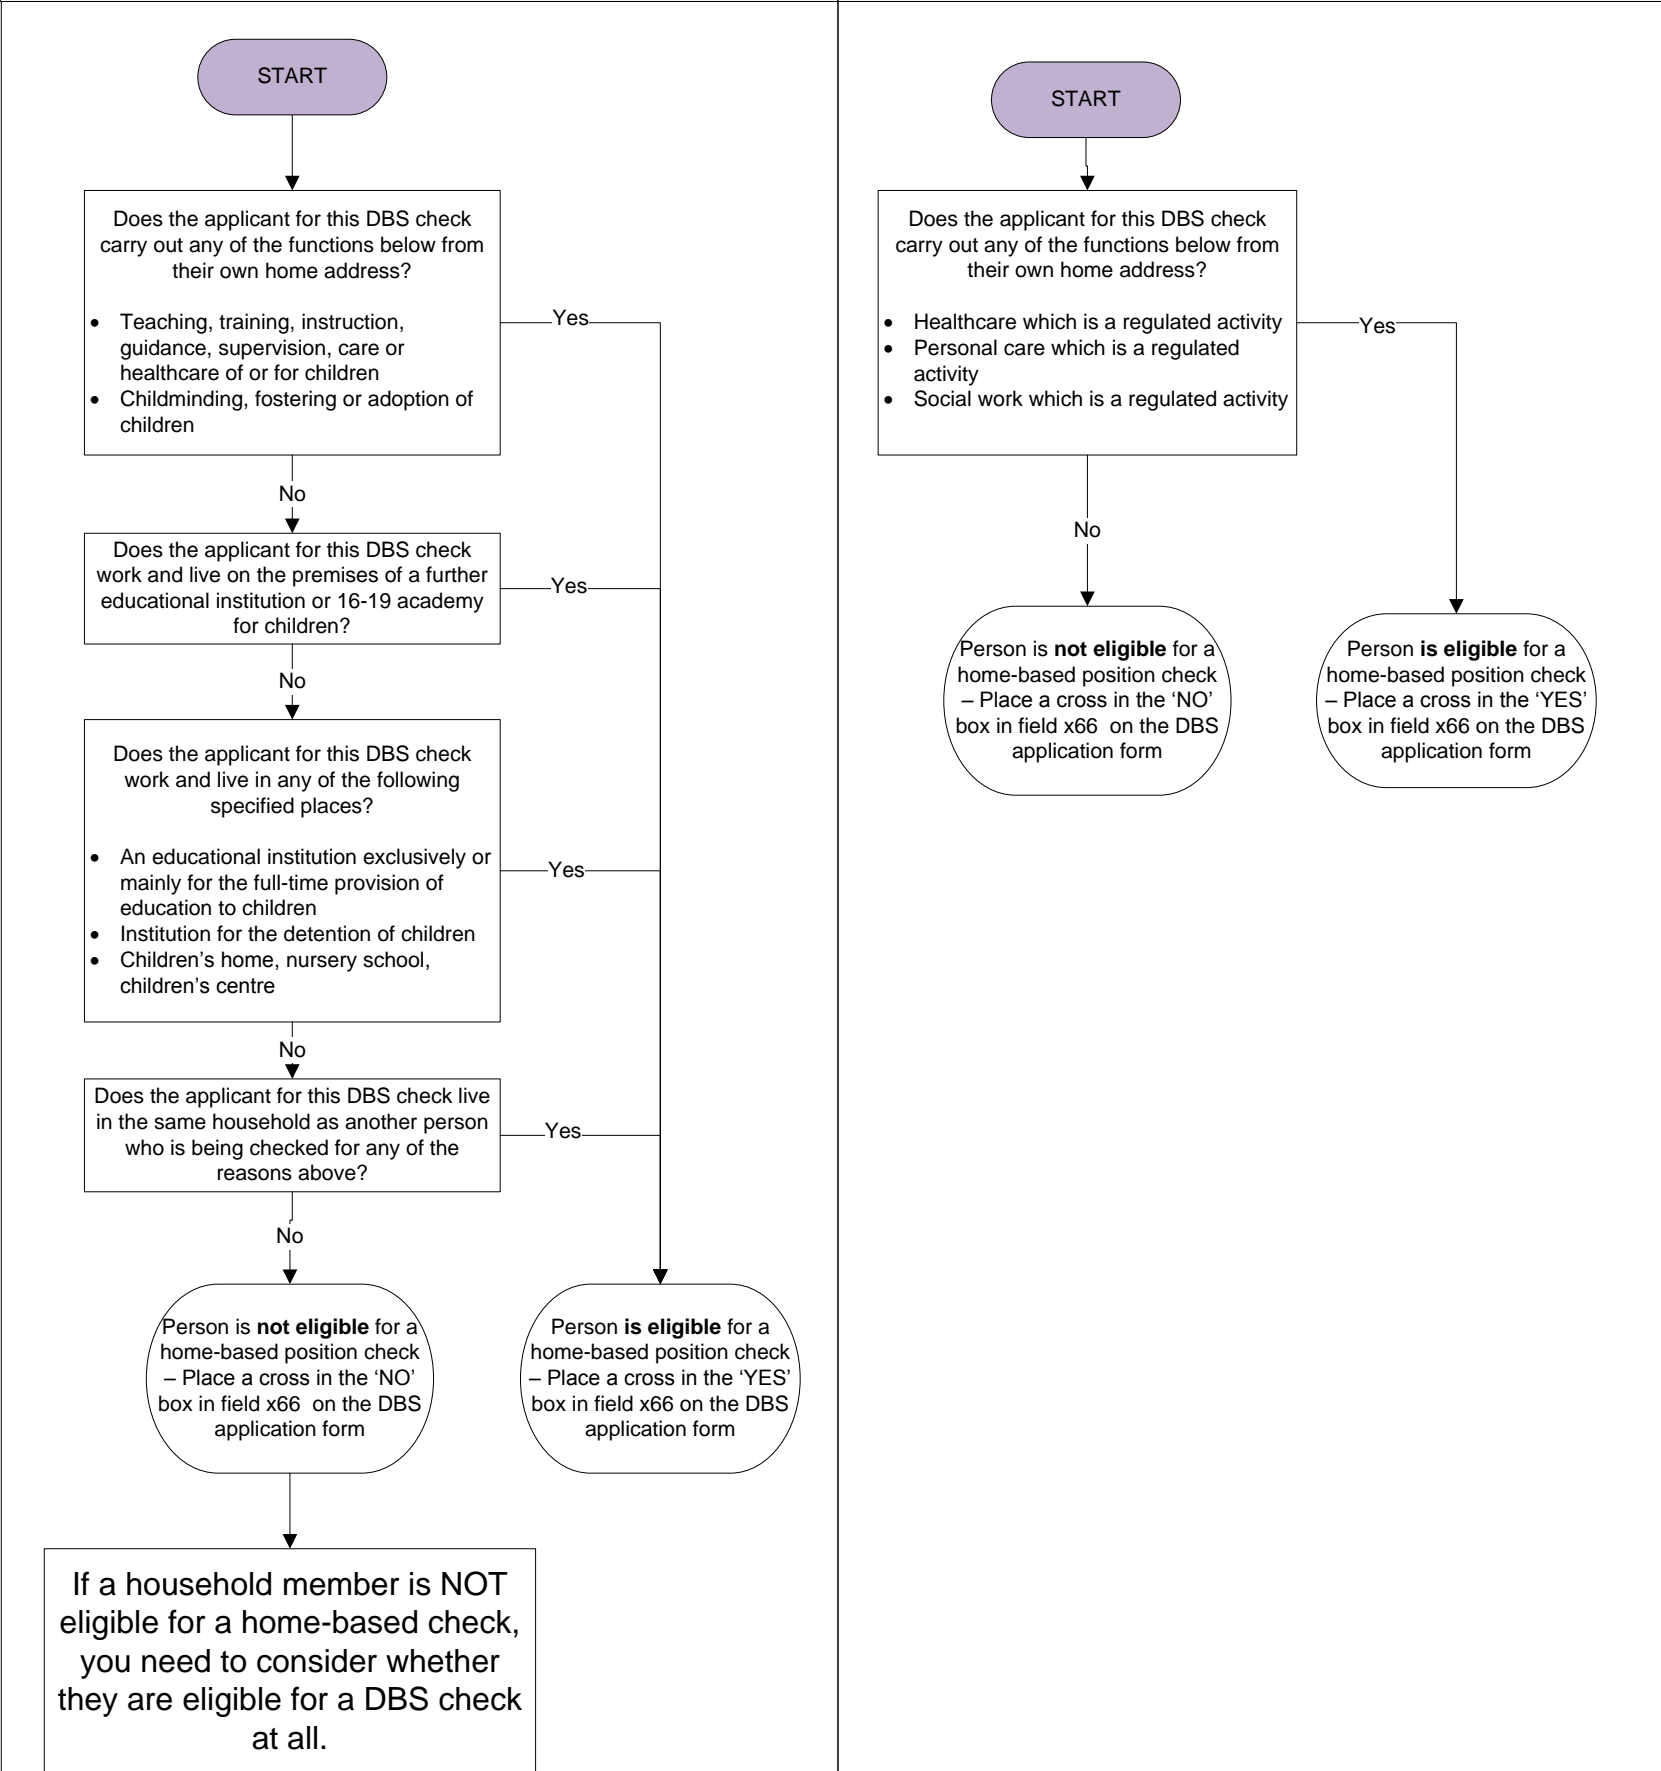 START
Does the applicant for this DBS check
carry out any of the functions below from
their own home address?
• Teaching, training, instruction,
guidance, supervision, care or
healthcare of or for children
• Childminding, fostering or adoption of
children
Yes
No
Does the applicant for this DBS check
work and live on the premises of a further
educational institution or 16-19 academy
for children?
Yes
No
Does the applicant for this DBS check
work and live in any of the following
specified places?
• An educational institution exclusively or
mainly for the full-time provision of
education to children
• Institution for the detention of children
• Children’s home, nursery school,
children’s centre
Yes
No
Does the applicant for this DBS check live
in the same household as another person
who is being checked for any of the
reasons above?
Yes
No
Person is not eligible for a
home-based position check
– Place a cross in the ‘NO’
box in field x66 on the DBS
application form
Person is eligible for a
home-based position check
– Place a cross in the ‘YES’
box in field x66 on the DBS
application form
If a household member is NOT
eligible for a home-based check,
you need to consider whether
they are eligible for a DBS check
at all.
START
Does the applicant for this DBS check
carry out any of the functions below from
their own home address?
• Healthcare which is a regulated activity
• Personal care which is a regulated
activity
• Social work which is a regulated activity
Yes
No
Person is not eligible for a
home-based position check
– Place a cross in the ‘NO’
box in field x66 on the DBS
application form
Person is eligible for a
home-based position check
– Place a cross in the ‘YES’
box in field x66 on the DBS
application form